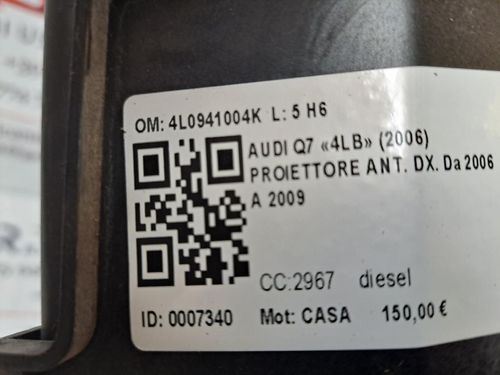 OM: 4L0941004K L: 5 H6
AUDI Q7 «4LB» (2006)
PROIETTORE ANT. DX. Da 2006
A 2009
CC:2967 diesel
ID: 0007340 Mot: CASA 150,00 €